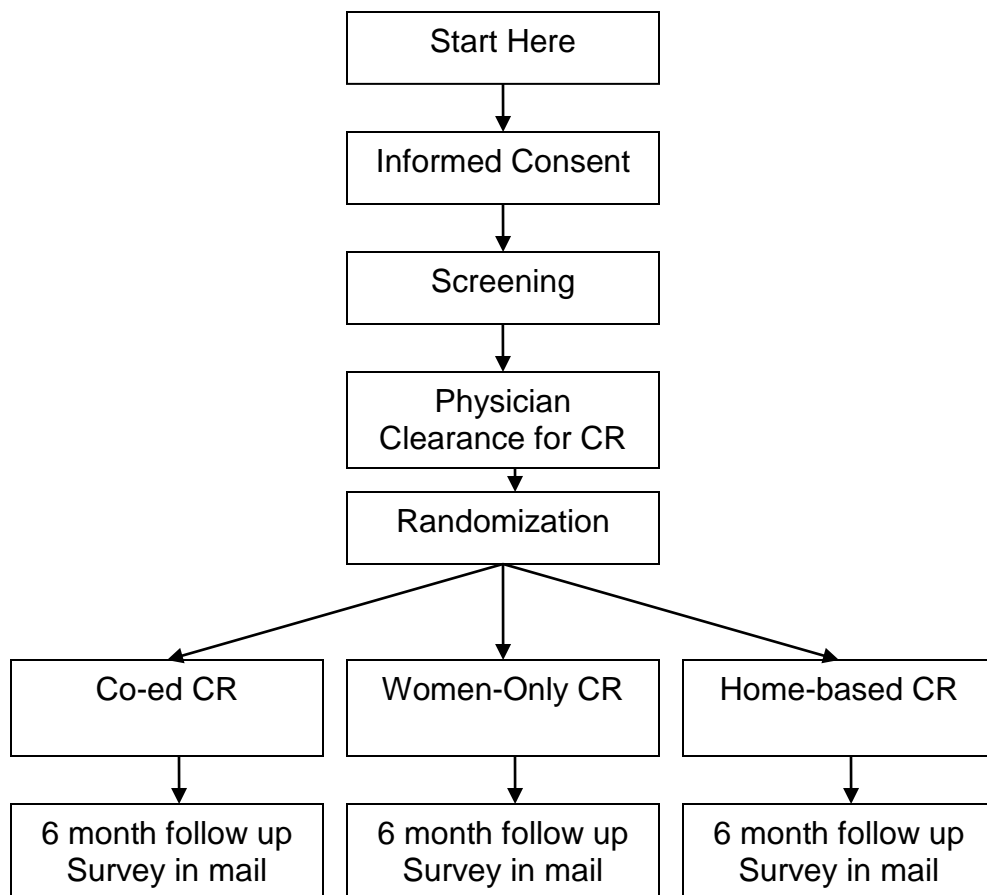 Start Here
Informed Consent
Screening
Physician
Clearance for CR
Randomization
Co-ed CR
Women-Only CR
Home-based CR
6 month follow up
Survey in mail
6 month follow up
Survey in mail
6 month follow up
Survey in mail